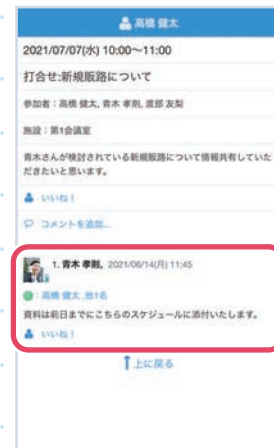 高橋 健太
2021/07/07(水) 10:00〜11:00
打合せ:新規販路について
参加者：高橋 健太, 青木 孝則, 渡部 友梨
施設：第1会議室
青木さんが検討されている新規販路について情報共有していた
だきたいと思います。
いいね！
コメントを追加...
1. 青木 孝則, 2021/06/14(月) 11:45
：高橋 健太 ,他1名
資料は前日までにこちらのスケジュールに添付いたします。
いいね！
上に戻る